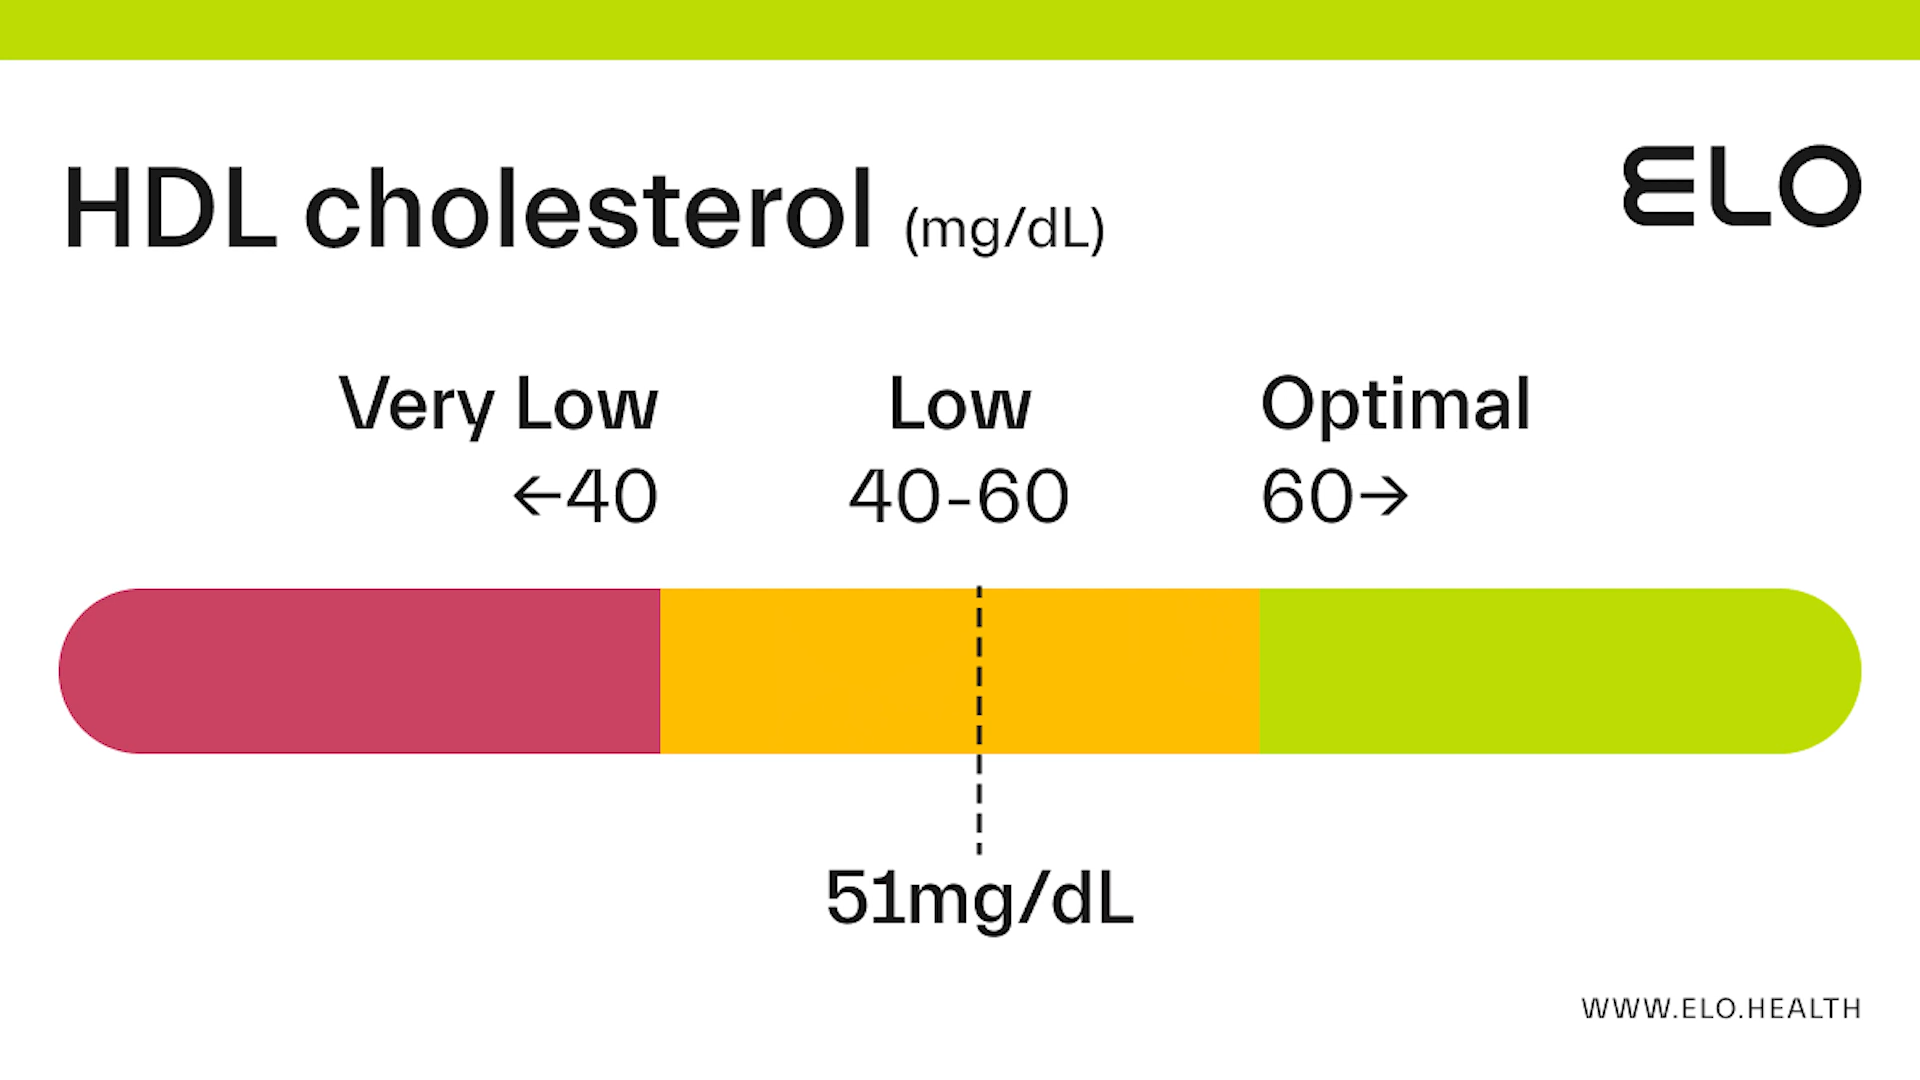 HDL cholesterol (mg/dL)
ELO
Very Low
←40
Low
40-60
Optimal
60→
51mg/dL
WWW.ELO.HEALTH